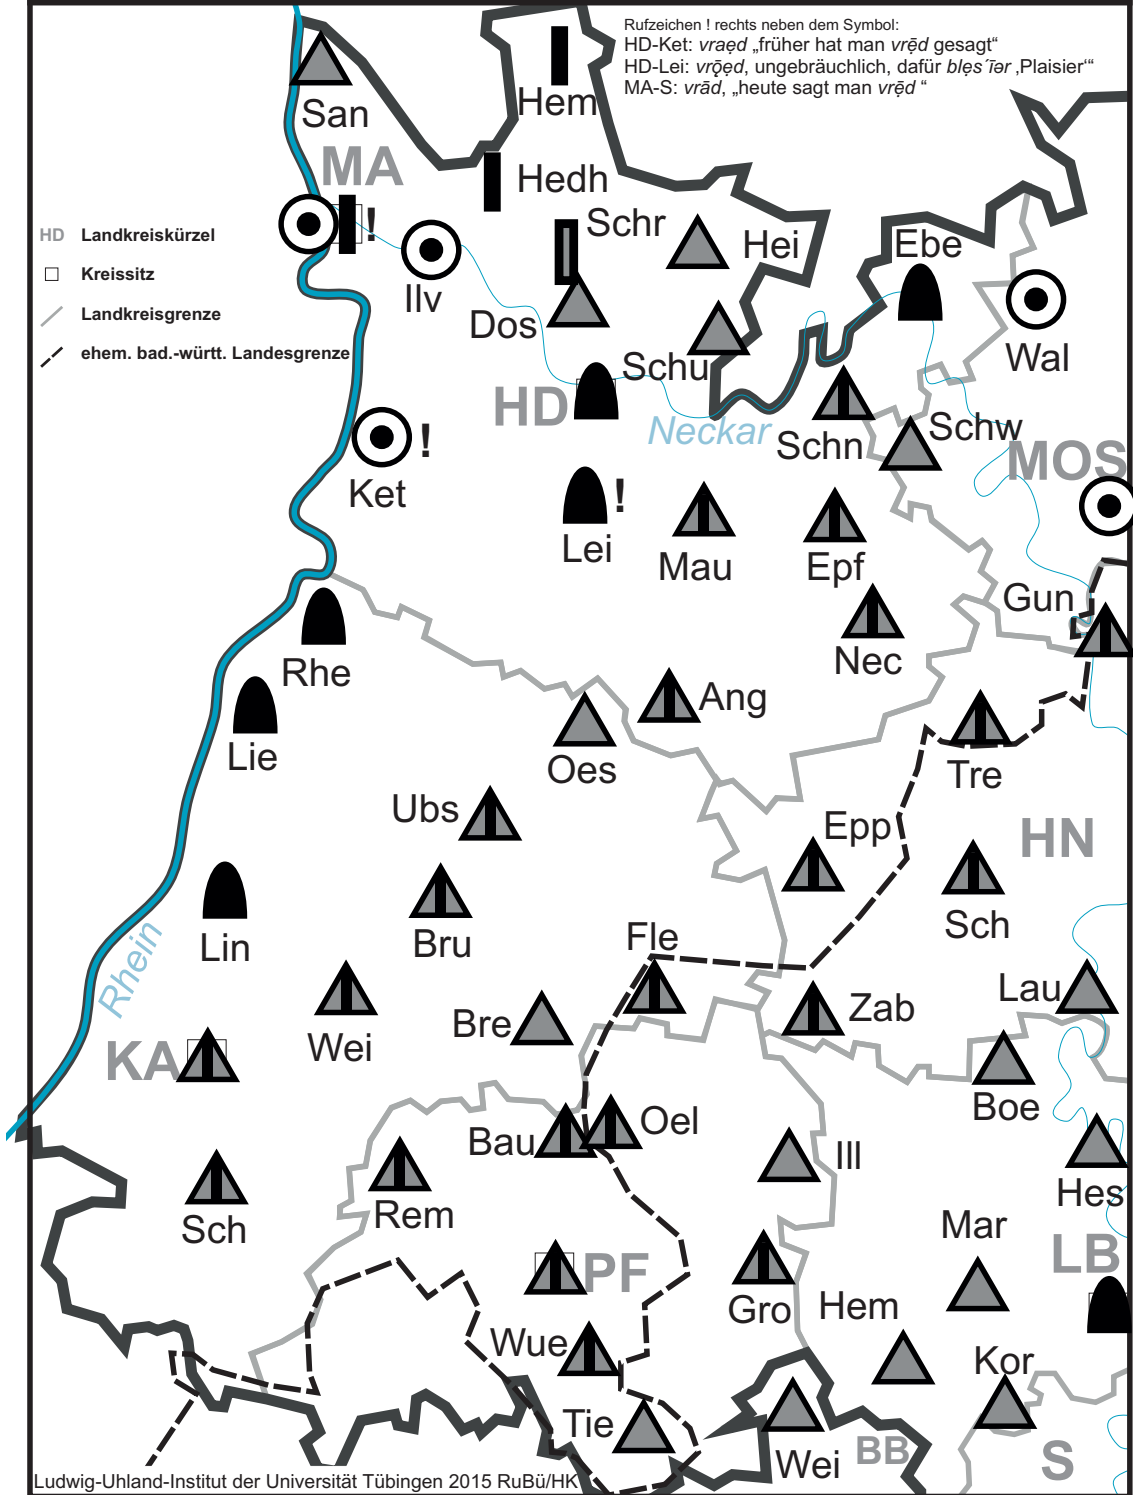 Rufzeichen ! rechts neben dem Symbol:
HD-Ket: vraẹd „früher hat man vrẹ̄d gesagt“
HD-Lei: vrọ̄ẹd, ungebräuchlich, dafür blẹs´īər ‚Plaisier‘“
MA-S: vrād, „heute sagt man vrẹ̄d “
San
Hem
MA
Hedh
!
Schr
Hei
Ebe
HD Landkreiskürzel
Kreissitz
Landkreisgrenze
ehem. bad.-württ. Landesgrenze
Ilv
Dos
Schu
Wal
HD
Neckar
Schn
Schw
MOS
Ket
!
Lei
!
Mau
Epf
Gun
Rhe
Nec
Lie
Ang
Oes
Tre
Ubs
Epp
HN
Lin
Bru
Fle
Sch
Rhein
Wei
Bre
Zab
Lau
KA
Boe
Bau
Oel
Ill
Hes
Sch
Rem
Mar
LB
PF
Gro
Hem
Wue
Kor
Tie
Wei
BB
S
Ludwig-Uhland-Institut der Universität Tübingen 2015 RuBü/HK